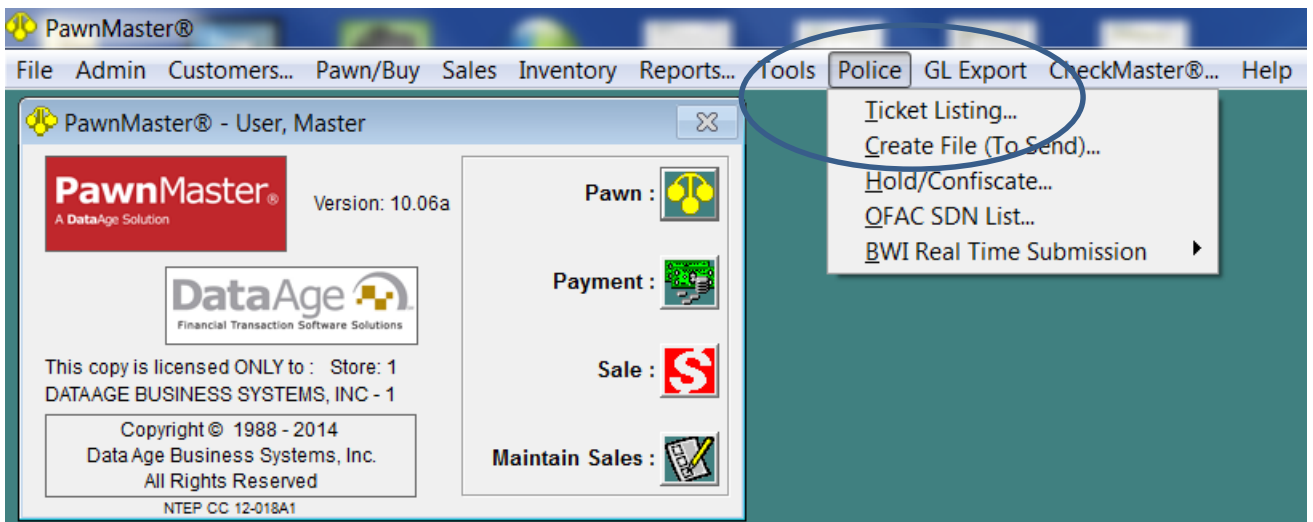 PawnMaster®
File Admin Customers... Pawn/Buy Sales Inventory Reports... Tools Police GL Export CheckMaster®... Help
Ticket Listing...
Create File (To Send)...
Hold/Confiscate...
OFAC SDN List...
BWI Real Time Submission
PawnMaster® - User, Master
PawnMaster®
A DataAge Solution
Version: 10.06a
DataAge
Financial Transaction Software Solutions
This copy is licensed ONLY to : Store: 1
DATAAGE BUSINESS SYSTEMS, INC - 1
Copyright © 1988 - 2014
Data Age Business Systems, Inc.
All Rights Reserved
NTEP CC 12-018A1
Pawn :
Payment :
Sale :
Maintain Sales :